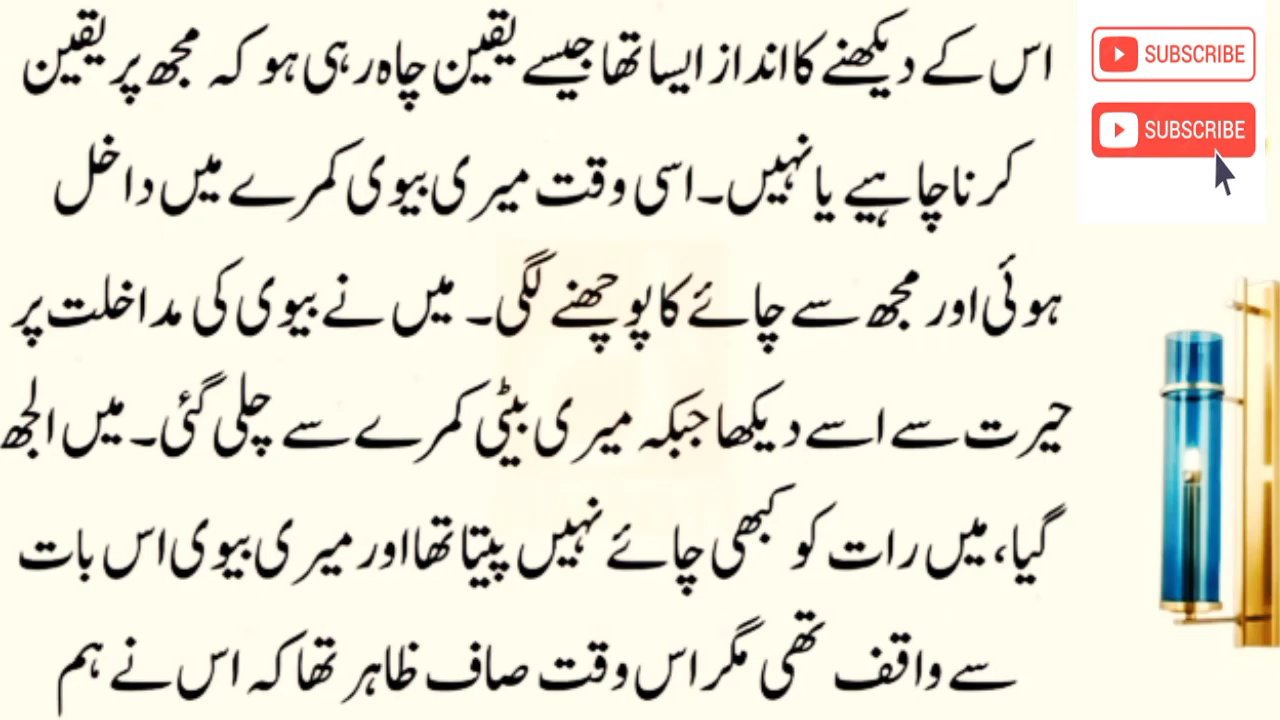 اس کے دیکھنے کا انداز ایسا تھا جیسے یقین چاہ رہی ہو کہ مجھ پر یقین
کرنا چاہیے یا نہیں۔ اسی وقت میری بیوی کمرے میں داخل
ہوئی اور مجھ سے چائے کا پوچھنے لگی۔ میں نے بیوی کی مداخلت پر
حیرت سے اسے دیکھا جبکہ میری بیٹی کمرے سے چلی گئی۔ میں الجھ
گیا، میں رات کو کبھی چائے نہیں پیتا تھا اور میری بیوی اس بات
سے واقف تھی مگر اس وقت صاف ظاہر تھا کہ اس نے ہم
SUBSCRIBE
SUBSCRIBE